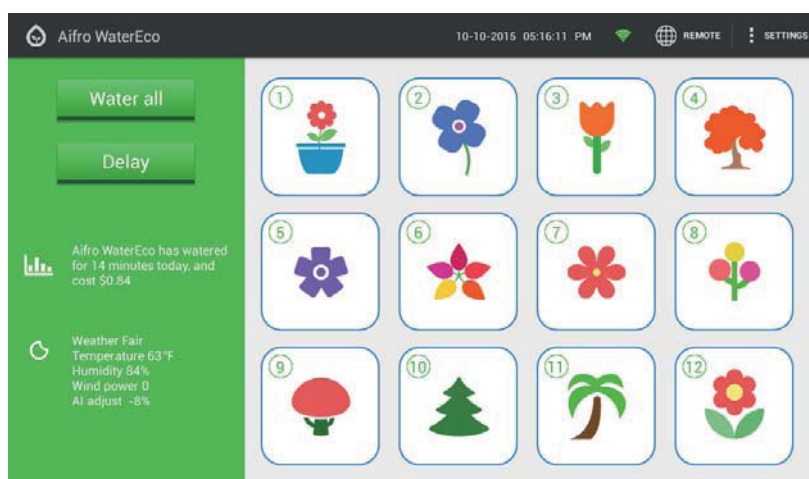 Aifro WaterEco
10-10-2015 05:16:11 PM
REMOTE
SETTINGS
Water all
Delay
Aifro WaterEco has watered
for 14 minutes today, and
cost $0.84
Weather Fair
Temperature 63°F
Humidity 84%
Wind power 0
AI adjust -8%
1
2
3
4
5
6
7
8
9
10
11
12